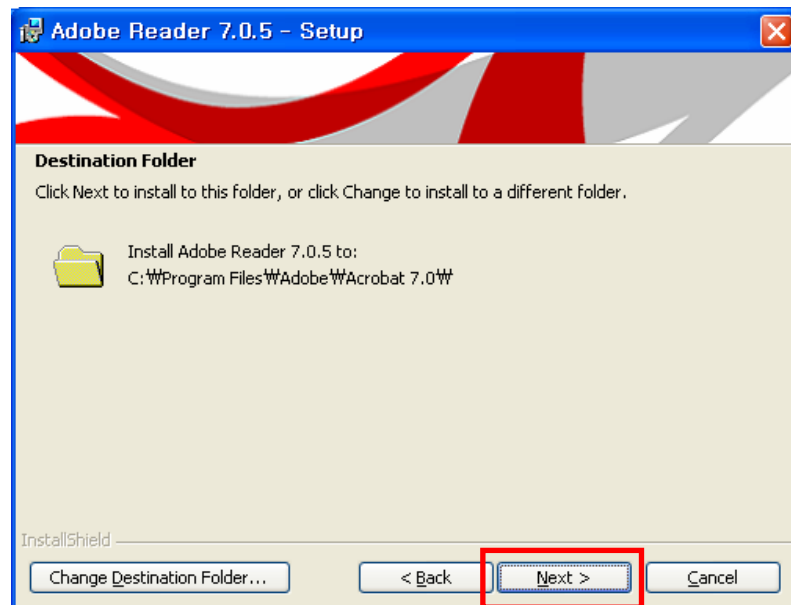 Adobe Reader 7.0.5 - Setup
Destination Folder
Click Next to install to this folder, or click Change to install to a different folder.
Install Adobe Reader 7.0.5 to:
C:₩Program Files₩Adobe₩Acrobat 7.0₩
InstallShield
Change Destination Folder... < Back Next > Cancel